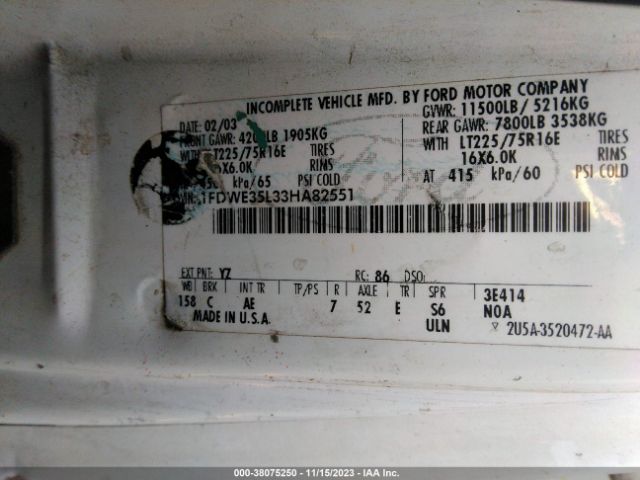 INCOMPLETE VEHICLE MFD. BY FORD MOTOR COMPANY
DATE: 02/03 GVWR: 11500LB/ 5216KG
FRONT GAWR: 420 LB 1905KG REAR GAWR: 7800LB 3538KG
LT225/75R16E TIRES WITH LT225/75R16E TIRES
X6.0K RIMS 16X6.0K RIMS
kPa/65 PSI COLD AT 415 kPa/60 PSI COLD
1FDWE35L33HA82551
EXT PNT: YZ RC: 86 DSO:
WB BRK INT TR TP/PS R AXLE TR SPR 3E414
158 C AE 7 52 E S6 NOA
MADE IN U.S.A. ULN 2U5A-3520472-AA
000-38075250 - 11/15/2023 - IAA Inc.